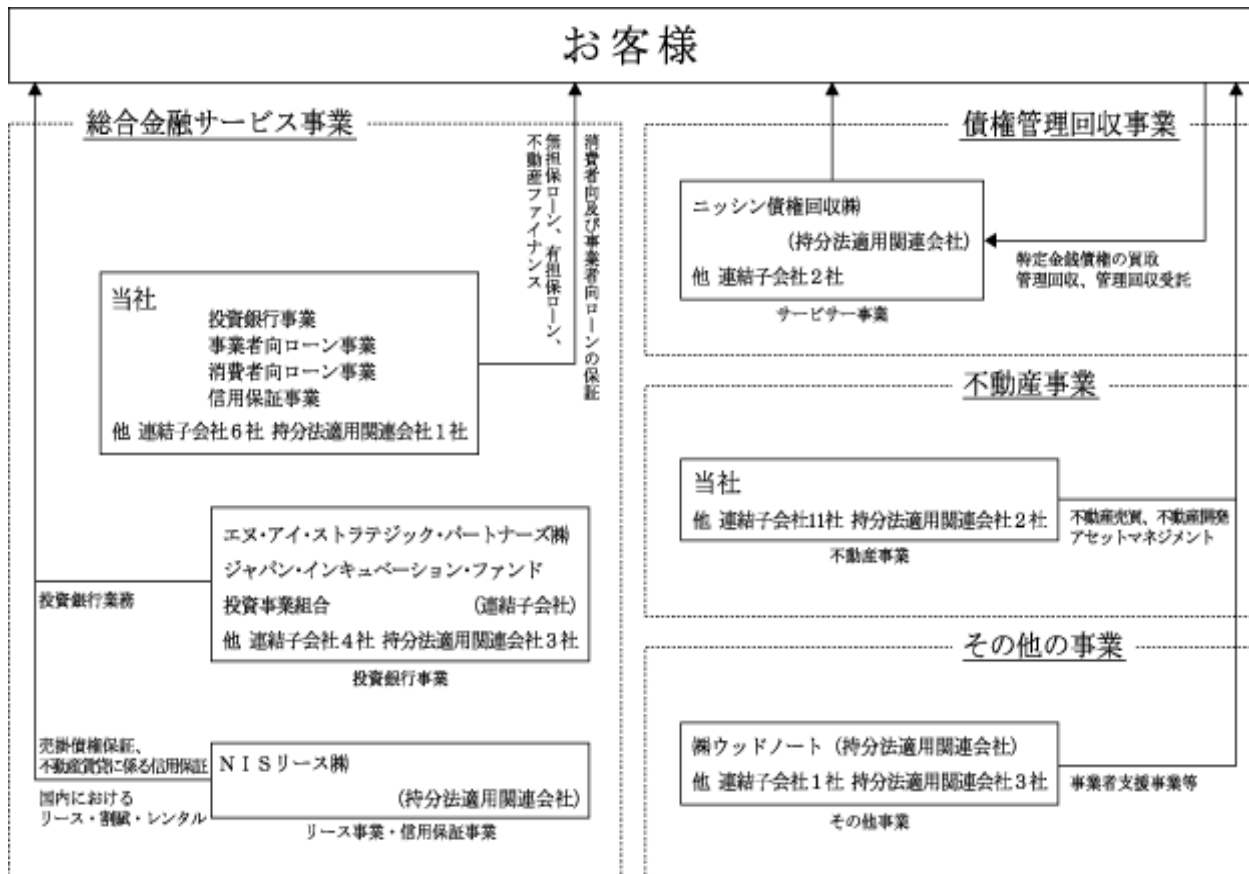 お客様
総合金融サービス事業
無担保ローン、有担保ローン、
不動産ファイナンス
消費者向及び事業者向ローンの保証
当社
投資銀行事業
事業者向ローン事業
消費者向ローン事業
信用保証事業
他 連結子会社6社 持分法適用関連会社1社
投資銀行業務
エヌ・アイ・ストラテジック・パートナーズ㈱
ジャパン・インキュベーション・ファンド
投資事業組合 (連結子会社)
他 連結子会社4社 持分法適用関連会社3社
投資銀行事業
売掛債権保証、
不動産賃貸に係る信用保証
国内における
リース・割賦・レンタル
NISリース㈱
(持分法適用関連会社)
リース事業・信用保証事業
債権管理回収事業
ニッシン債権回収㈱
(持分法適用関連会社)
他 連結子会社2社
サービサー事業
特定金銭債権の買取
管理回収、管理回収受託
不動産事業
当社
他 連結子会社11社 持分法適用関連会社2社
不動産事業
不動産売買、不動産開発
アセットマネジメント
その他の事業
㈱ウッドノート (持分法適用関連会社)
他 連結子会社1社 持分法適用関連会社3社
その他事業
事業者支援事業等